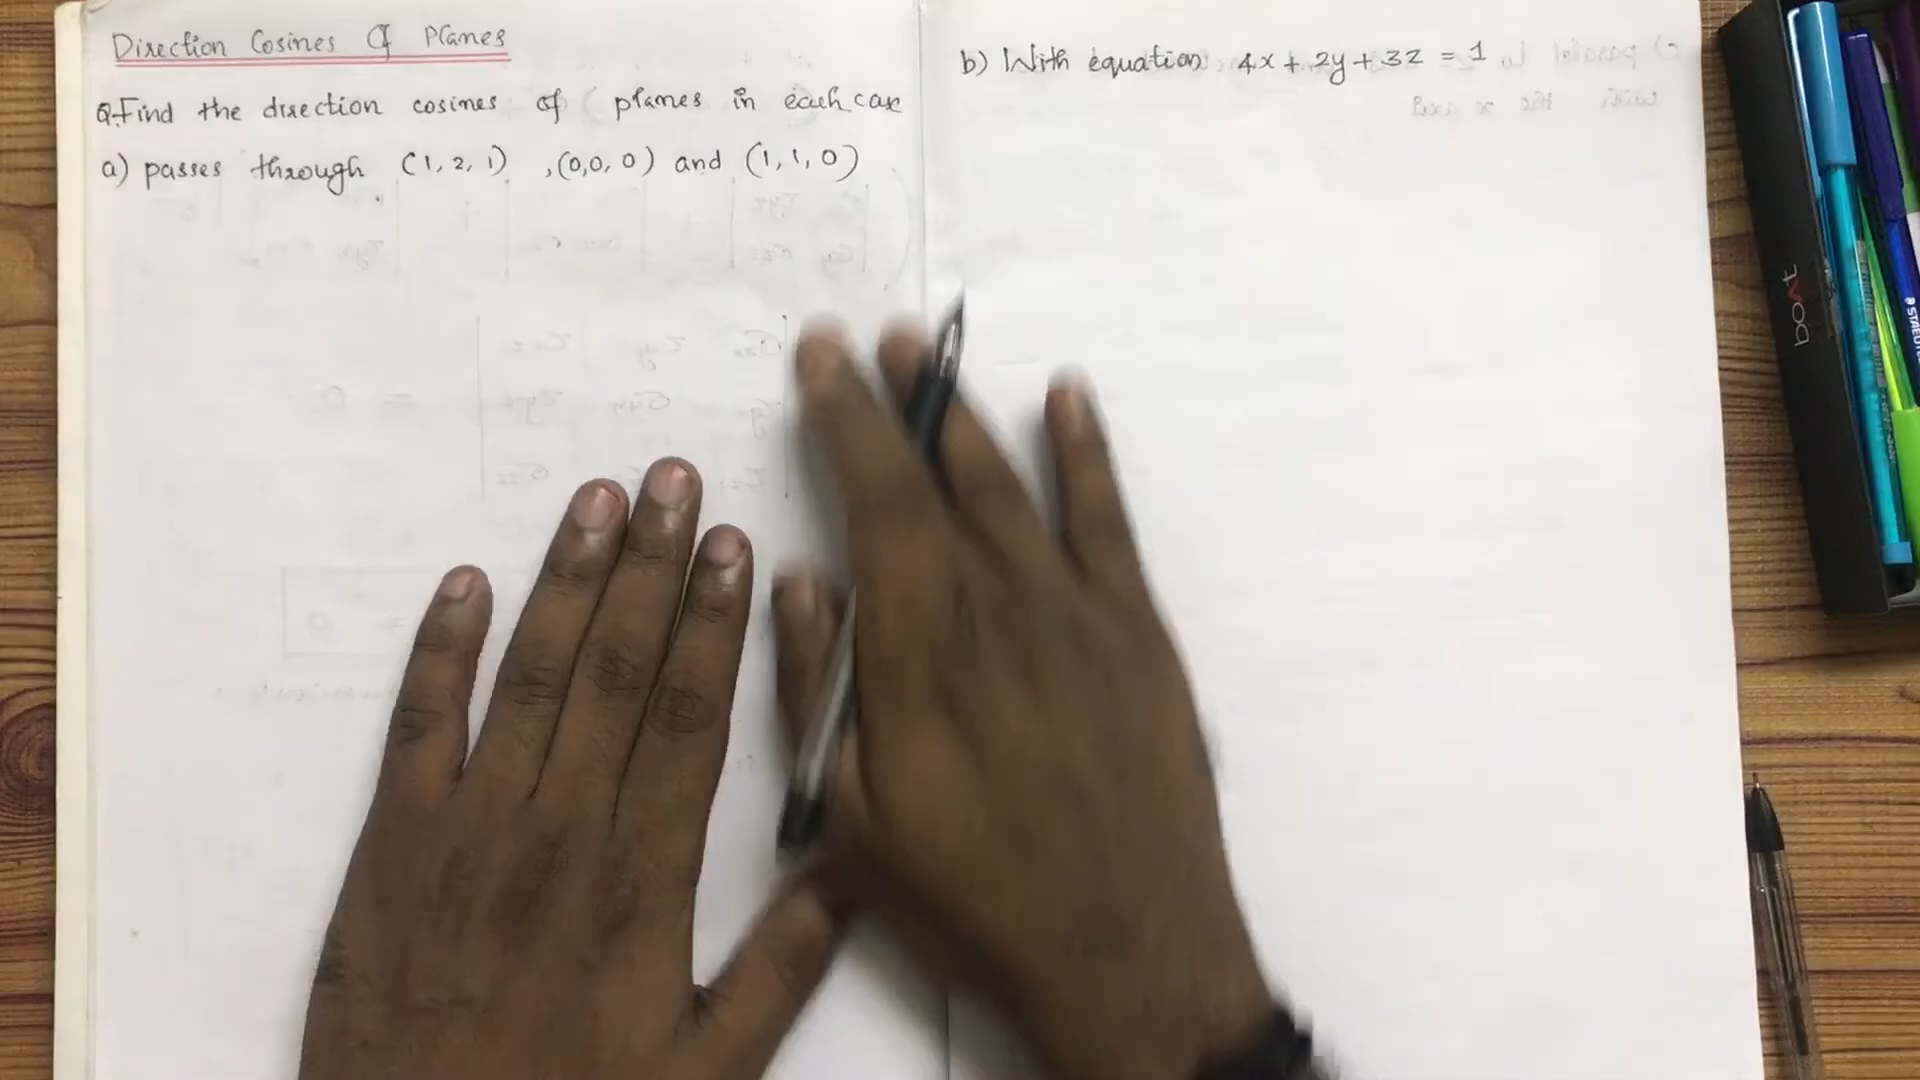 Direction Cosines Of Planes
Q. Find the direction cosines of planes in each case
a) passes through (1, 2, 1) , (0, 0, 0) and (1, 1, 0)
b) With equation 4x + 2y + 3z = 1
boat